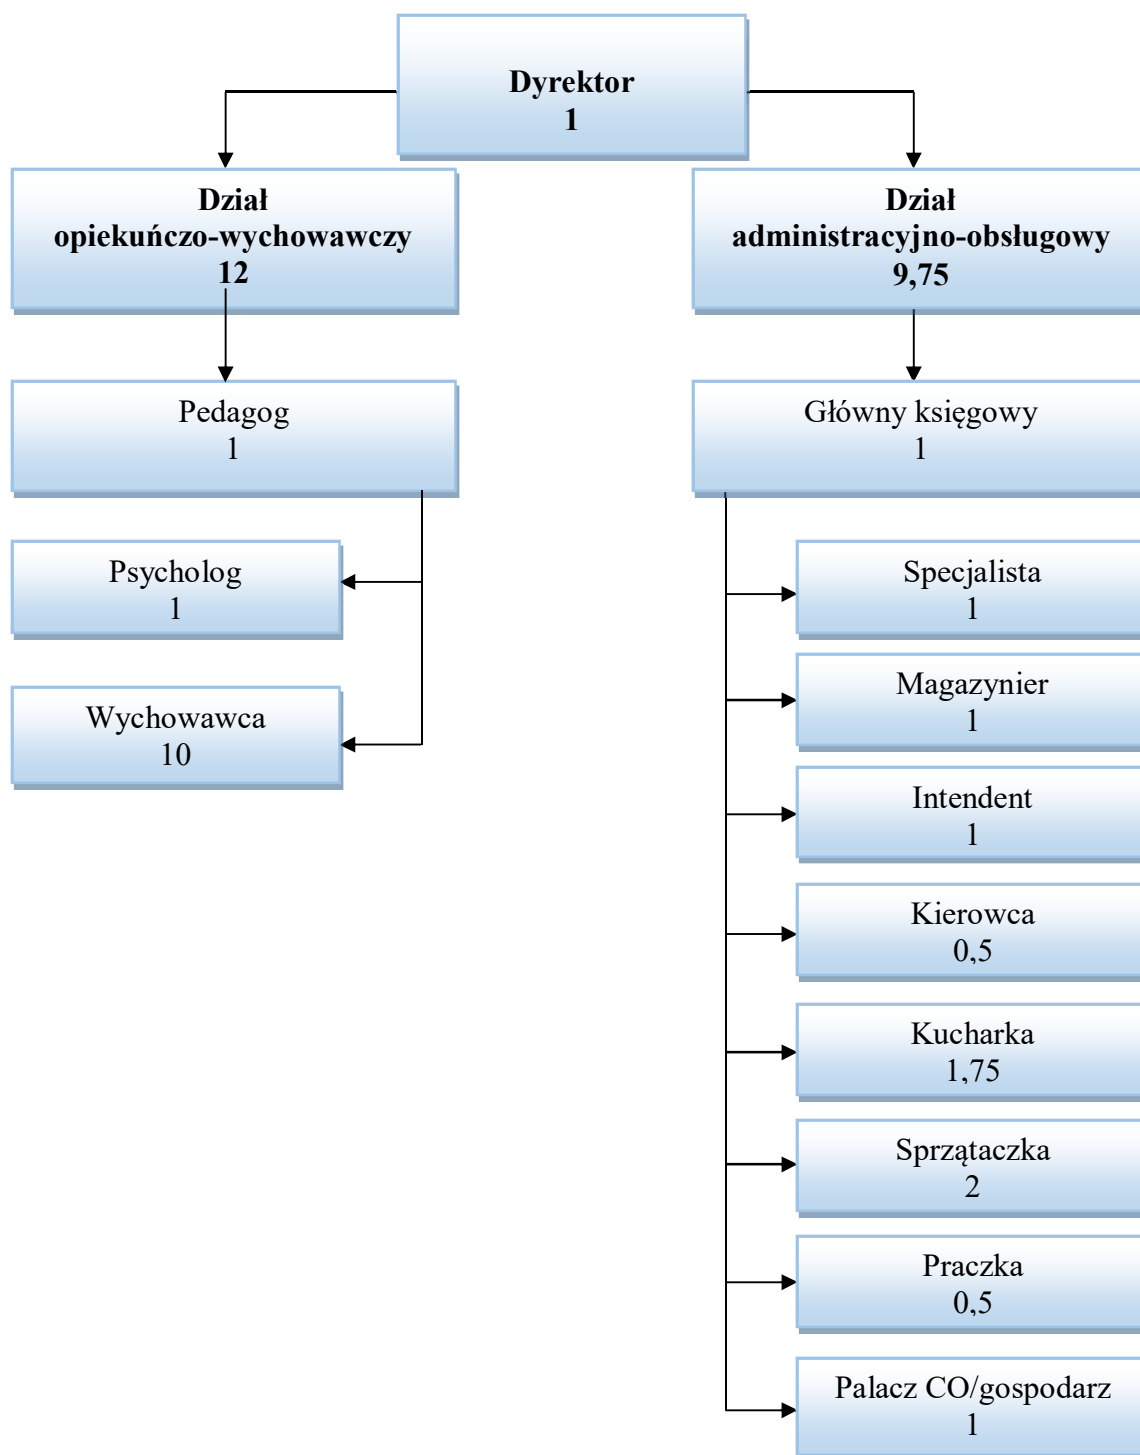 Dyrektor
1
Dział
opiekuńczo-wychowawczy
12
Dział
administracyjno-obsługowy
9,75
Pedagog
1
Główny księgowy
1
Psycholog
1
Wychowawca
10
Specjalista
1
Magazynier
1
Intendent
1
Kierowca
0,5
Kucharka
1,75
Sprzątaczka
2
Praczka
0,5
Palacz CO/gospodarz
1